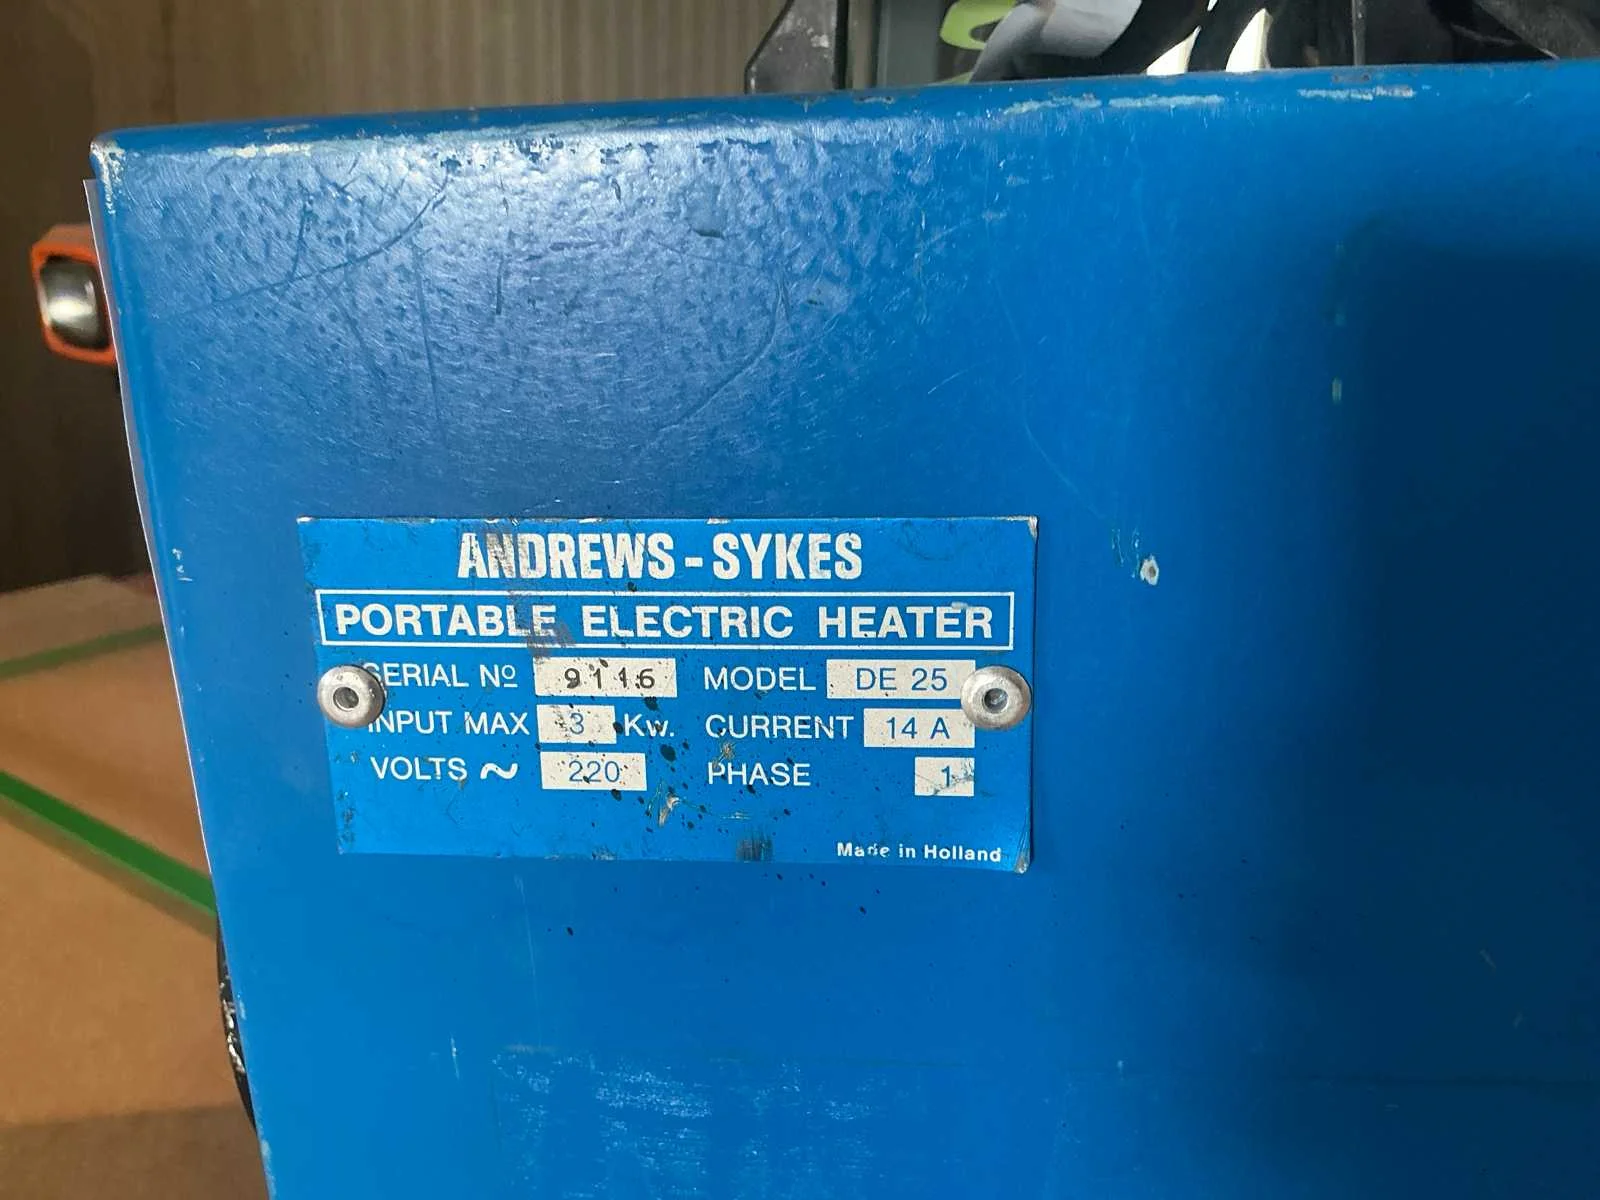 ANDREWS - SYKES
PORTABLE ELECTRIC HEATER
SERIAL Nº 9116 MODEL DE 25
INPUT MAX 3 Kw. CURRENT 14 A
VOLTS ~ 220 PHASE 1
Made in Holland